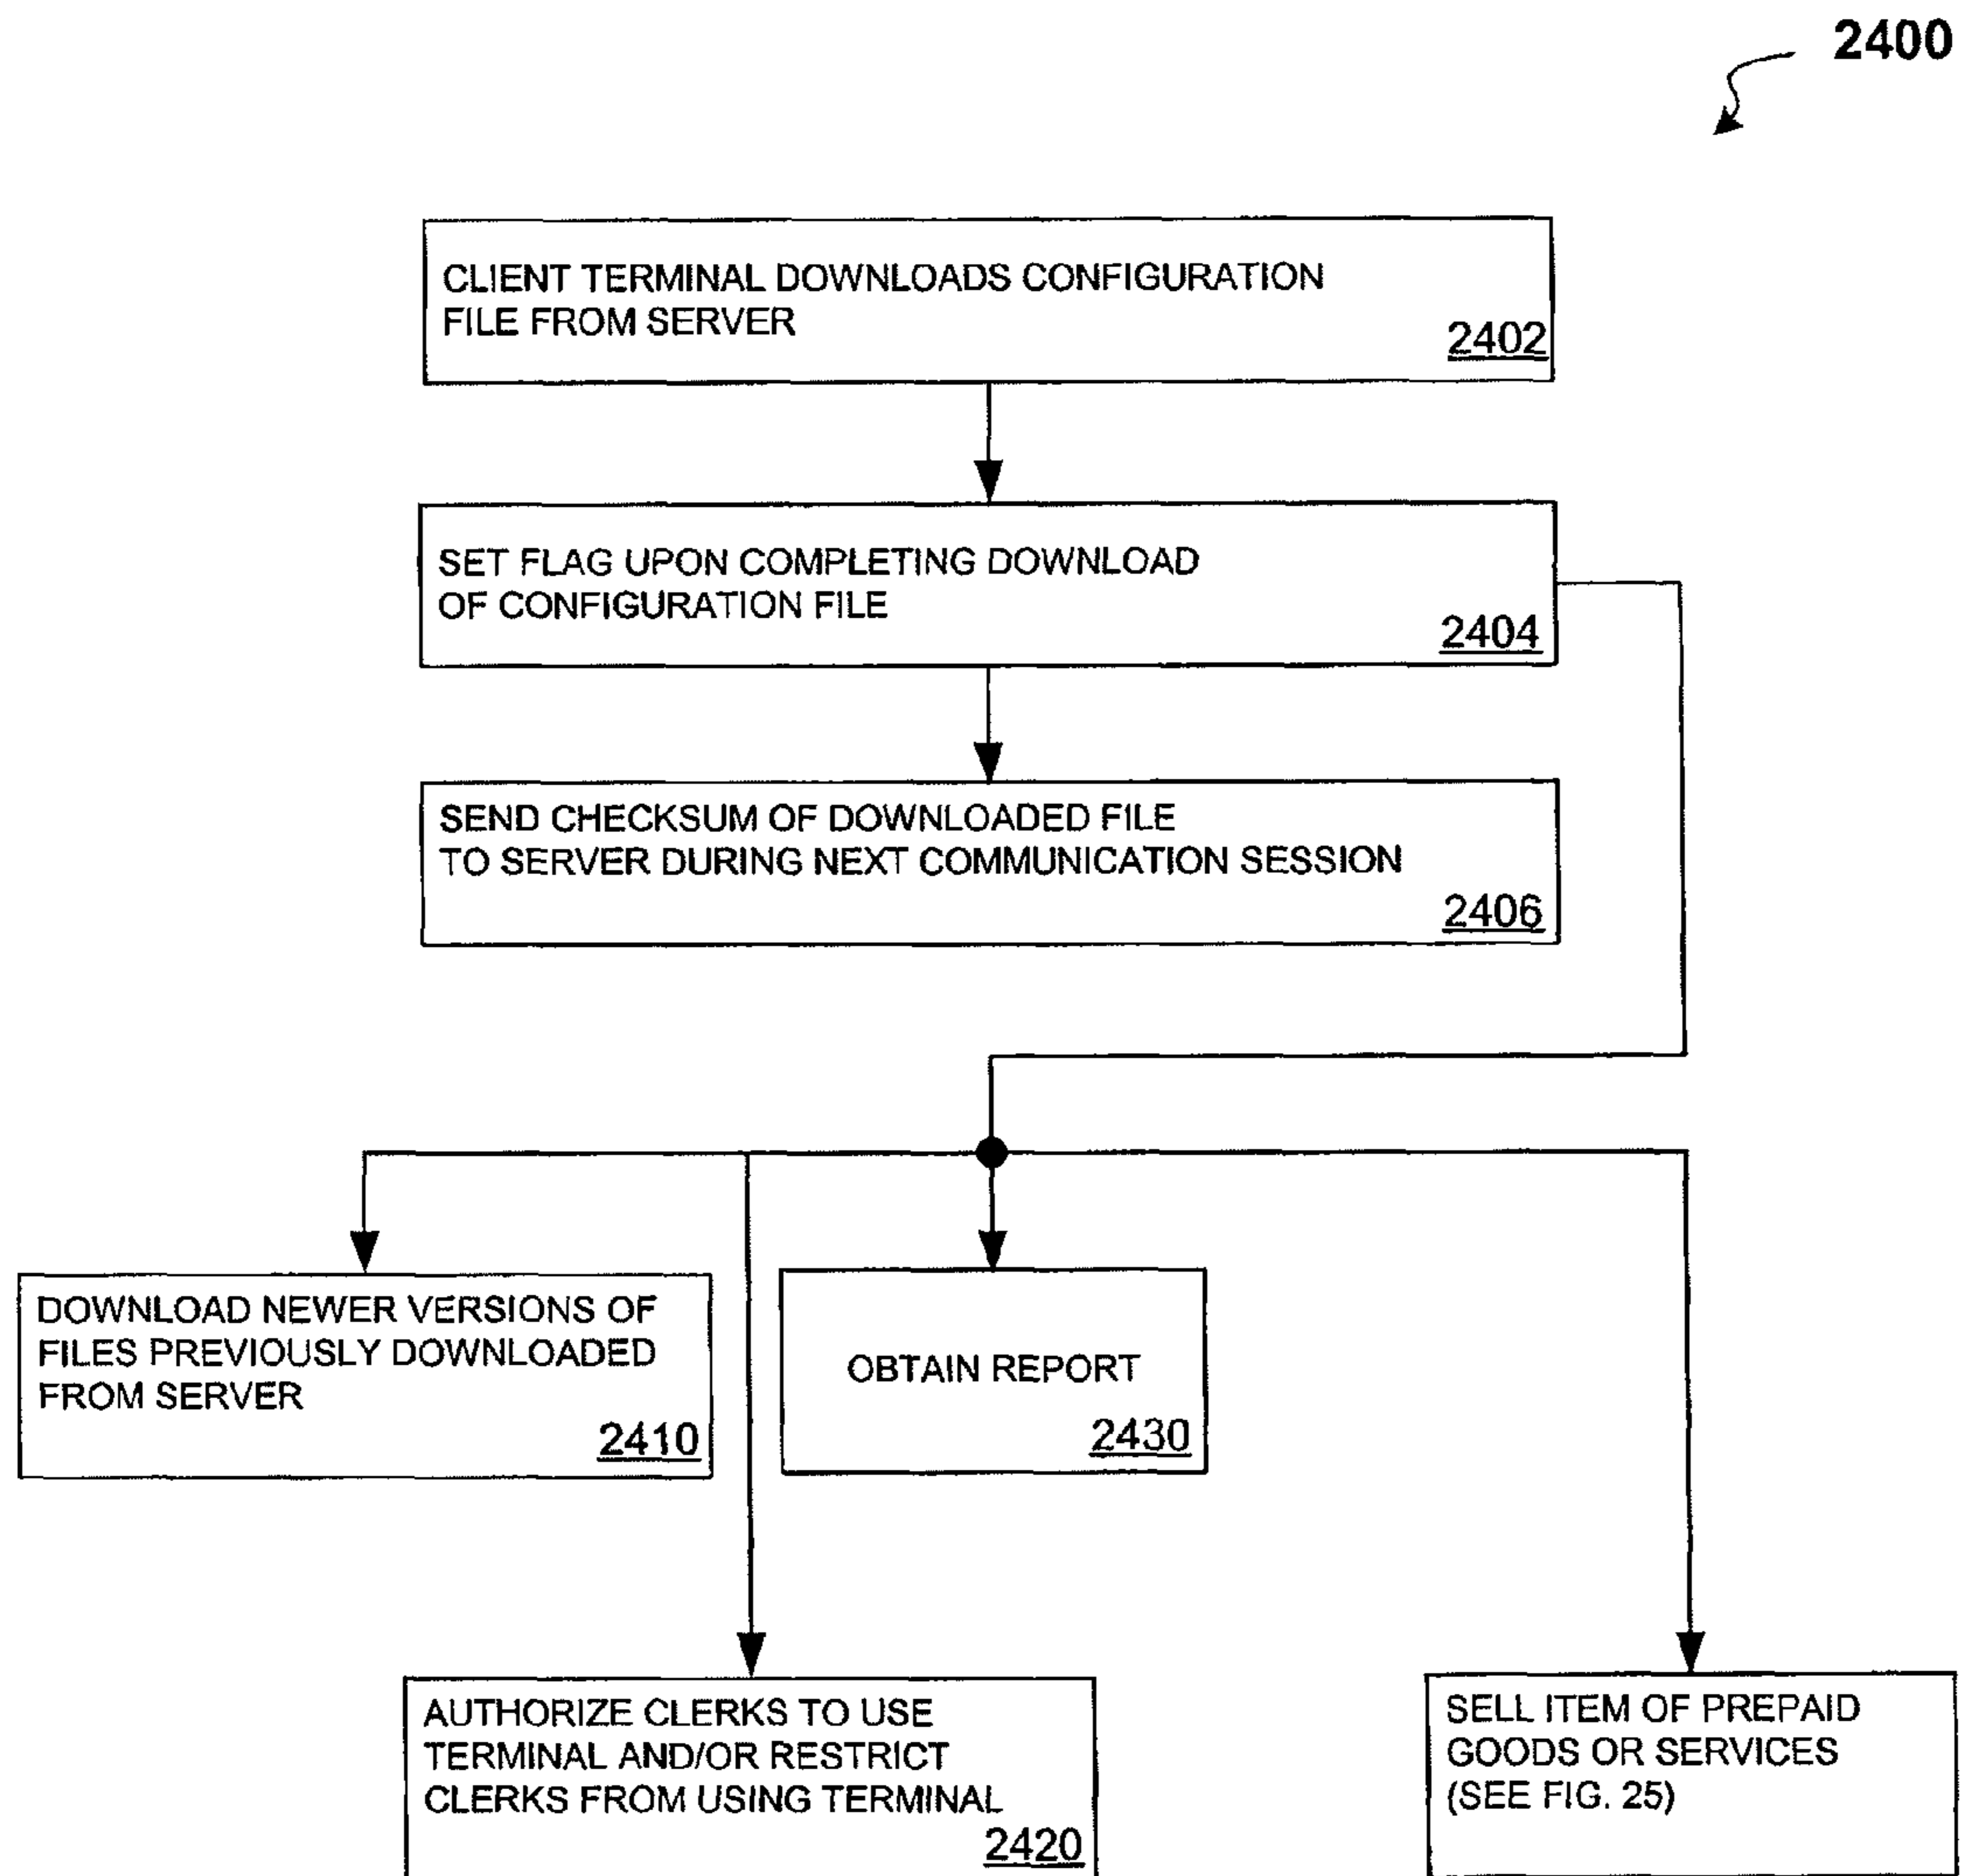 2400
CLIENT TERMINAL DOWNLOADS CONFIGURATION
FILE FROM SERVER
2402
SET FLAG UPON COMPLETING DOWNLOAD
OF CONFIGURATION FILE
2404
SEND CHECKSUM OF DOWNLOADED FILE
TO SERVER DURING NEXT COMMUNICATION SESSION
2406
DOWNLOAD NEWER VERSIONS OF
FILES PREVIOUSLY DOWNLOADED
FROM SERVER
2410
OBTAIN REPORT
2430
AUTHORIZE CLERKS TO USE
TERMINAL AND/OR RESTRICT
CLERKS FROM USING TERMINAL
2420
SELL ITEM OF PREPAID
GOODS OR SERVICES
(SEE FIG. 25)